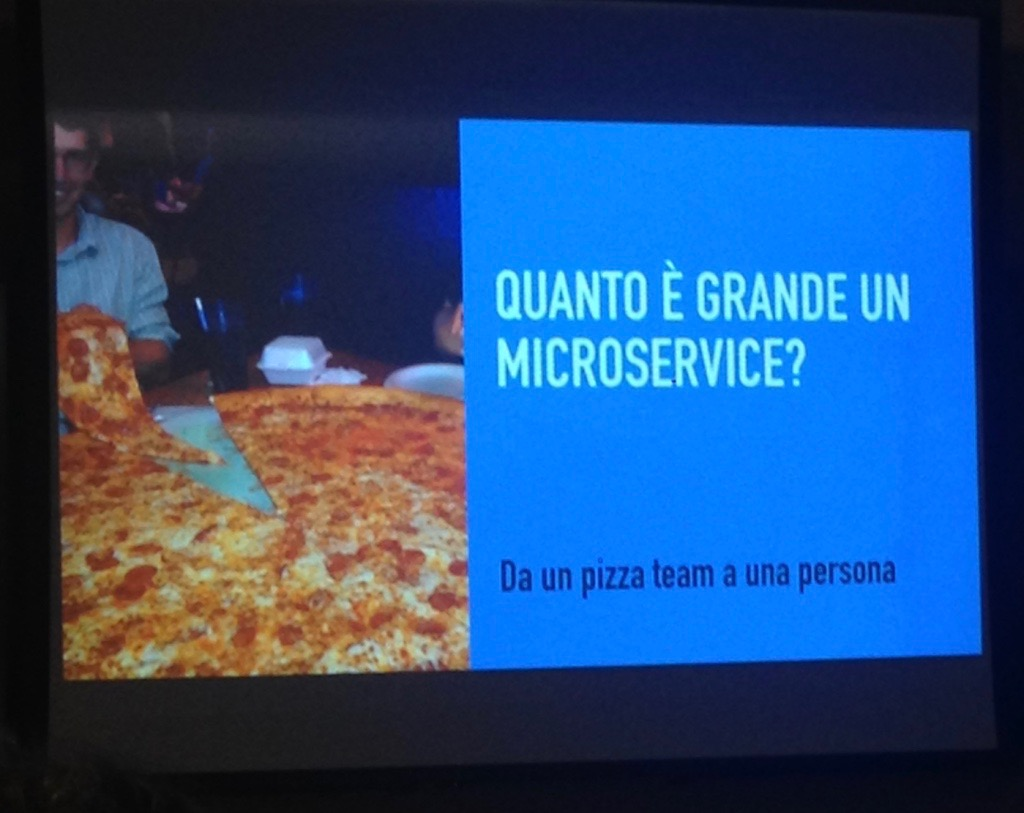 QUANTO È GRANDE UN
MICROSERVICE?
Da un pizza team a una persona